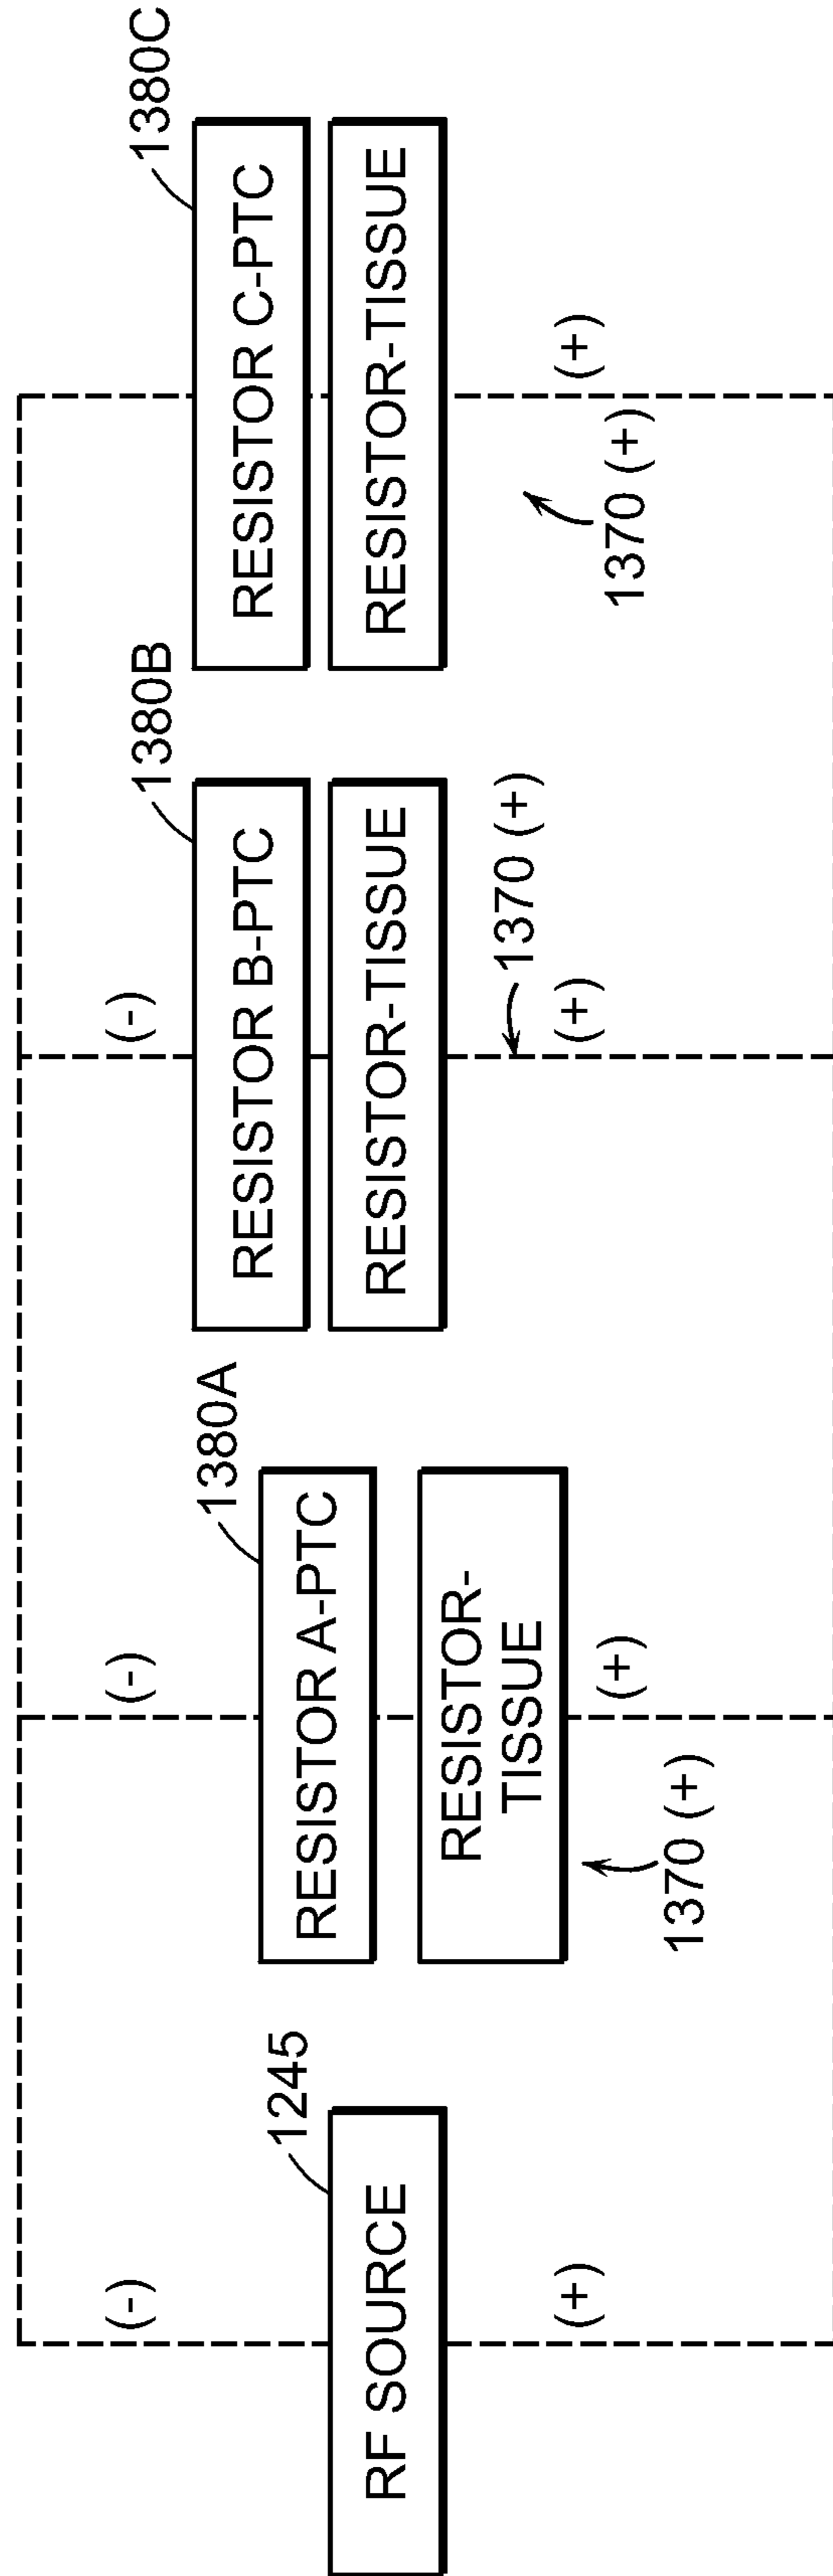 1245
(-)
RF SOURCE
(+)
1380A
(-)
RESISTOR A-PTC
RESISTOR-
TISSUE
(+)
1370 (+)
1380B
(-)
RESISTOR B-PTC
RESISTOR-TISSUE
1370 (+)
(+)
1380C
RESISTOR C-PTC
RESISTOR-TISSUE
(+)
1370 (+)